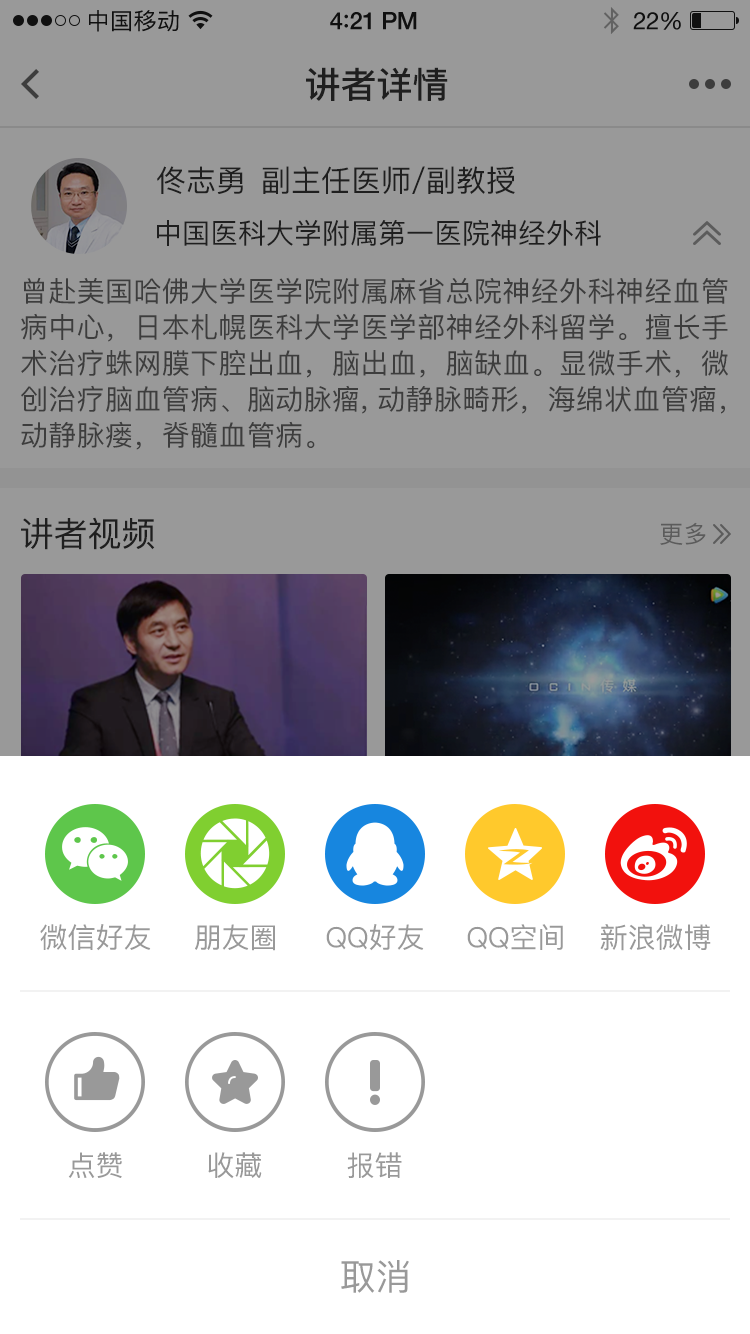 中国移动
4:21 PM
22%
讲者详情
佟志勇 副主任医师/副教授
中国医科大学附属第一医院神经外科
曾赴美国哈佛大学医学院附属麻省总院神经外科神经血管
病中心，日本札幌医科大学医学部神经外科留学。擅长手
术治疗蛛网膜下腔出血，脑出血，脑缺血。显微手术，微
创治疗脑血管病、脑动脉瘤, 动静脉畸形，海绵状血管瘤，
动静脉瘘，脊髓血管病。
讲者视频
更多
OCIN传媒
微信好友
朋友圈
QQ好友
QQ空间
新浪微博
点赞
收藏
报错
取消